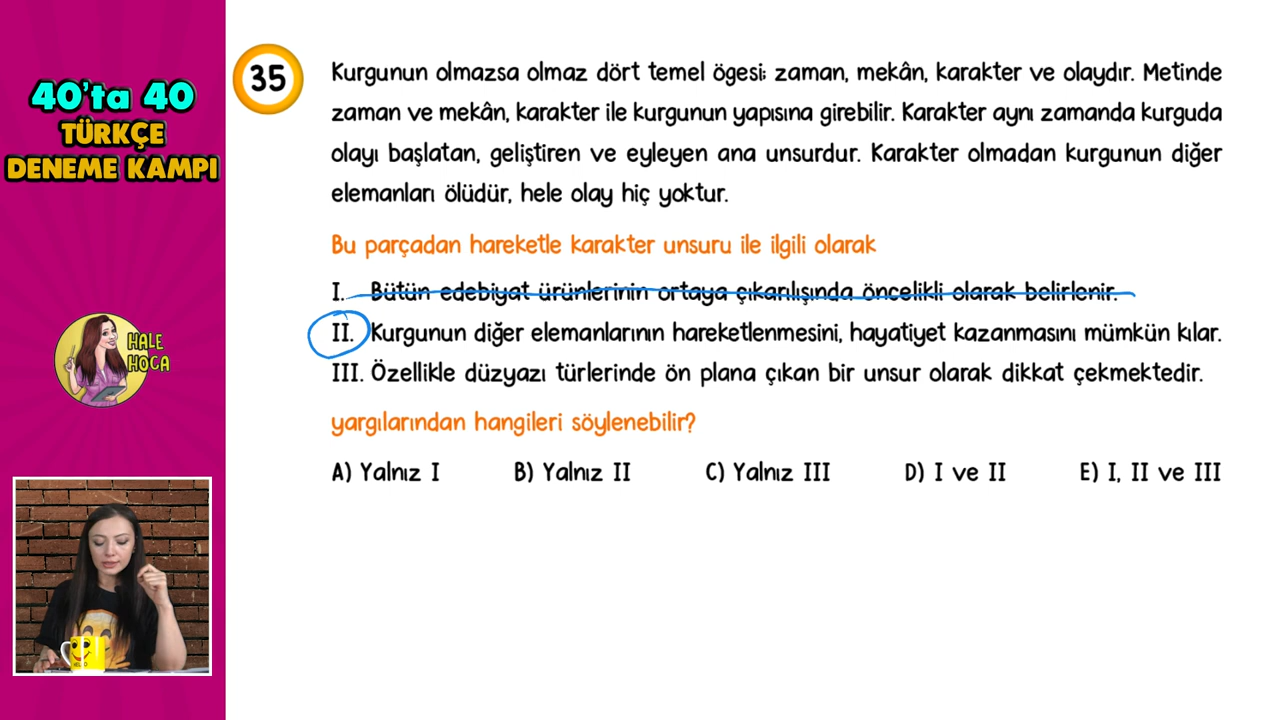 40'ta 40
TÜRKÇE
DENEME KAMPI
HALE
HOCA
35
Kurgunun olmazsa olmaz dört temel ögesi; zaman, mekân, karakter ve olaydır. Metinde
zaman ve mekân, karakter ile kurgunun yapısına girebilir. Karakter aynı zamanda kurguda
olayı başlatan, geliştiren ve eyleyen ana unsurdur. Karakter olmadan kurgunun diğer
elemanları ölüdür, hele olay hiç yoktur.
Bu parçadan hareketle karakter unsuru ile ilgili olarak
I. Bütün edebiyat ürünlerinin ortaya çıkarılışında öncelikli olarak belirlenir.
II. Kurgunun diğer elemanlarının hareketlenmesini, hayatiyet kazanmasını mümkün kılar.
III. Özellikle düzyazı türlerinde ön plana çıkan bir unsur olarak dikkat çekmektedir.
yargılarından hangileri söylenebilir?
A) Yalnız I B) Yalnız II C) Yalnız III D) I ve II E) I, II ve III